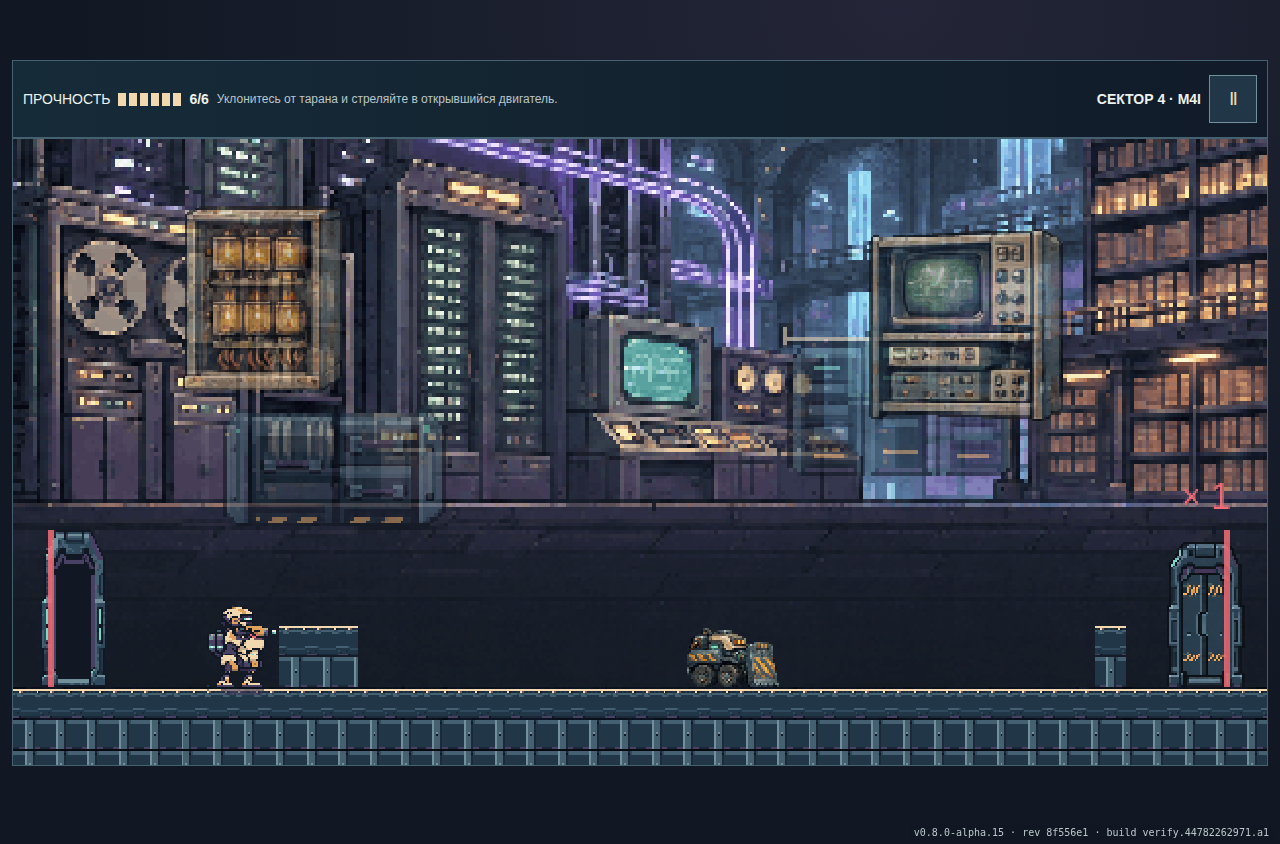 ПРОЧНОСТЬ 6/6 Уклонитесь от тарана и стреляйте в открывшийся двигатель.
СЕКТОР 4 · M4I
× 1
v0.8.0-alpha.15 · rev 8f556e1 · build verify.44782262971.a1